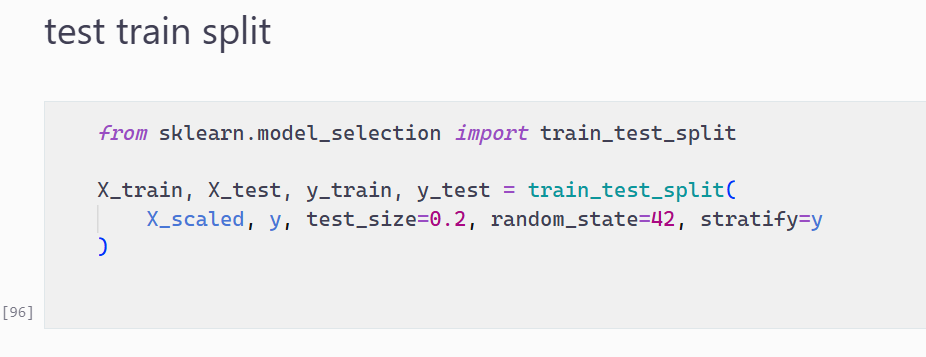 test train split
from sklearn.model_selection import train_test_split
X_train, X_test, y_train, y_test = train_test_split(
X_scaled, y, test_size=0.2, random_state=42, stratify=y
)
[96]